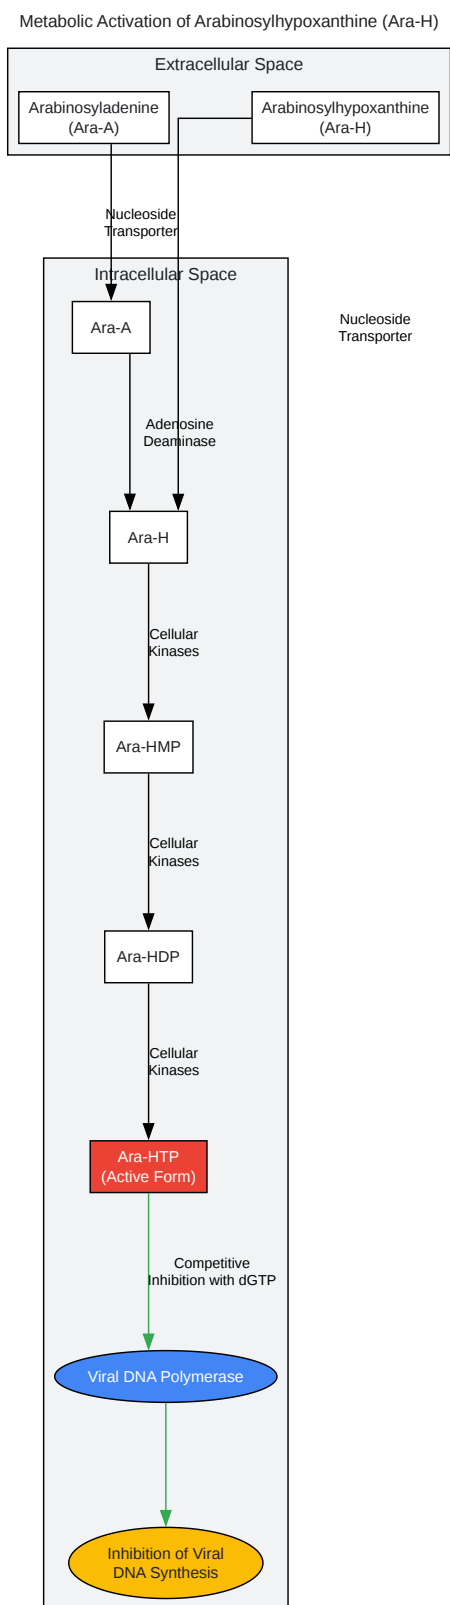 Metabolic Activation of Arabinosylhypoxanthine (Ara-H)
Extracellular Space
Arabinosyladenine
(Ara-A)
Arabinosylhypoxanthine
(Ara-H)
Nucleoside
Transporter
Intracellular Space
Ara-A
Nucleoside
Transporter
Adenosine
Deaminase
Ara-H
Cellular
Kinases
Ara-HMP
Cellular
Kinases
Ara-HDP
Cellular
Kinases
Ara-HTP
(Active Form)
Competitive
Inhibition with dGTP
Viral DNA Polymerase
Inhibition of Viral
DNA Synthesis